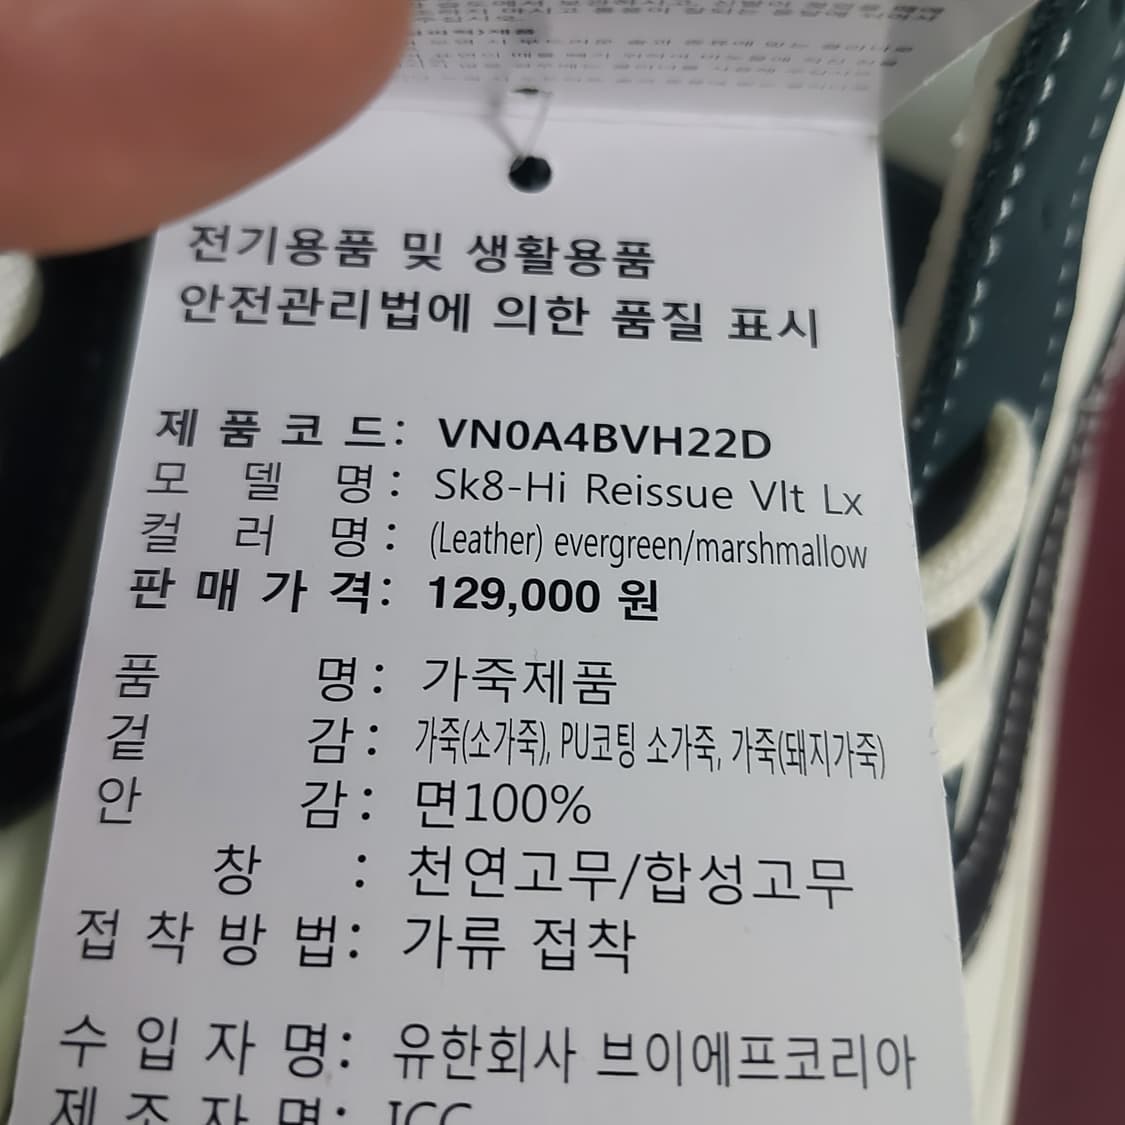 전기용품 및 생활용품
안전관리법에 의한 품질 표시
제품코드: VN0A4BVH22D
모델명: Sk8-Hi Reissue Vlt Lx
컬러명: (Leather) evergreen/marshmallow
판매가격: 129,000 원
품명: 가죽제품
겉감: 가죽(소가죽), PU코팅 소가죽, 가죽(돼지가죽)
안감: 면100%
창: 천연고무/합성고무
접착방법: 가류 접착
수입자명: 유한회사 브이에프코리아
제조자명: ICC